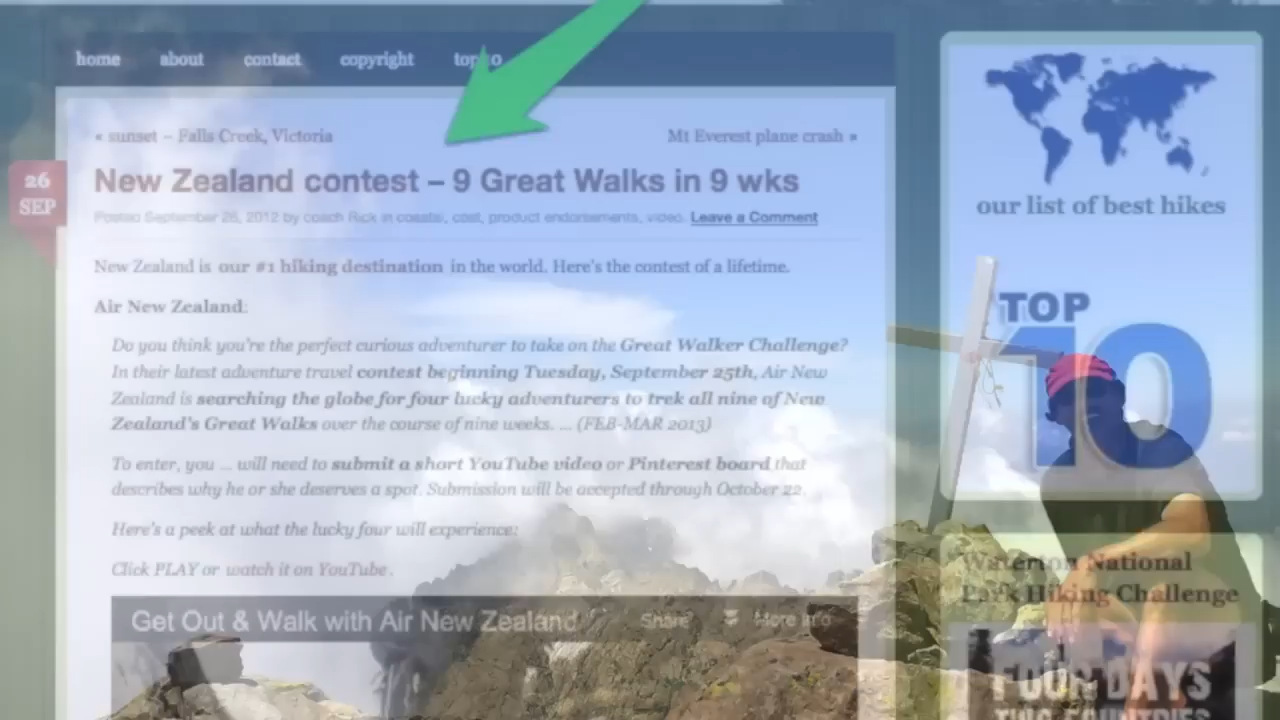 home about contact copyright top 10
« sunset – Falls Creek, Victoria
Mt Everest plane crash »
26
SEP
New Zealand contest – 9 Great Walks in 9 wks
Posted September 26, 2012 by coach Rick in coastal, cost, product endorsements, video. Leave a Comment
New Zealand is our #1 hiking destination in the world. Here's the contest of a lifetime.
Air New Zealand:
Do you think you're the perfect curious adventurer to take on the Great Walker Challenge?
In their latest adventure travel contest beginning Tuesday, September 25th, Air New
Zealand is searching the globe for four lucky adventurers to trek all nine of New
Zealand's Great Walks over the course of nine weeks. ... (FEB-MAR 2013)
To enter, you ... will need to submit a short YouTube video or Pinterest board that
describes why he or she deserves a spot. Submission will be accepted through October 22.
Here's a peek at what the lucky four will experience:
Click PLAY or watch it on YouTube.
Get Out & Walk with Air New Zealand Share More info
our list of best hikes
TOP
10
Waterton National
Park Hiking Challenge
FOUR DAYS
TWO COUNTRIES